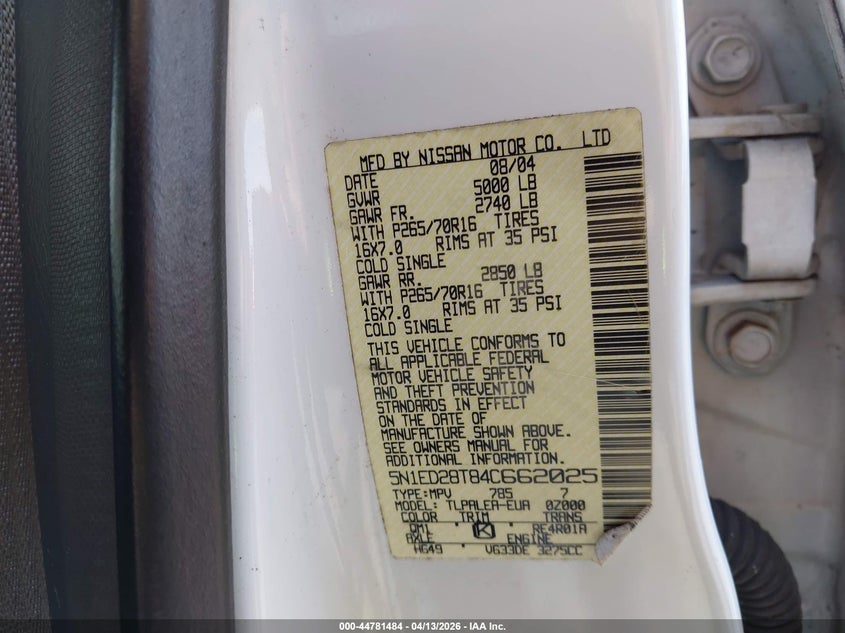 MFD BY NISSAN MOTOR CO. LTD
DATE 08/04
GVWR 5000 LB
GAWR FR. 2740 LB
WITH P265/70R16 TIRES
16X7.0 RIMS AT 35 PSI
COLD SINGLE
GAWR RR. 2850 LB
WITH P265/70R16 TIRES
16X7.0 RIMS AT 35 PSI
COLD SINGLE
THIS VEHICLE CONFORMS TO
ALL APPLICABLE FEDERAL
MOTOR VEHICLE SAFETY
AND THEFT PREVENTION
STANDARDS IN EFFECT
ON THE DATE OF
MANUFACTURE SHOWN ABOVE.
SEE OWNERS MANUAL FOR
ADDITIONAL INFORMATION.
5N1ED28T84C662025
TYPE:MPV 785 7
MODEL: TLPALEA-EUA 0Z000
COLOR TRIM TRANS
QM1 K RE4R01A
AXLE ENGINE
HG49 VG33DE 3275CC
000-44781484 | 04/13/2026 - IAA Inc.